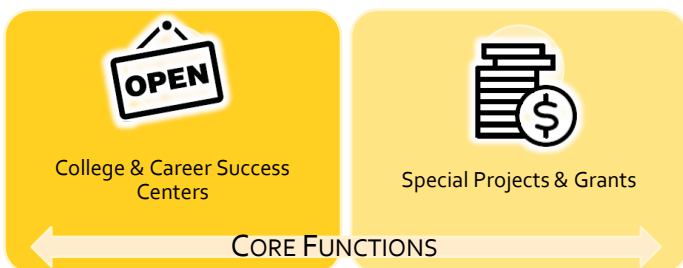 OPEN
College & Career Success
Centers
$
Special Projects & Grants
CORE FUNCTIONS